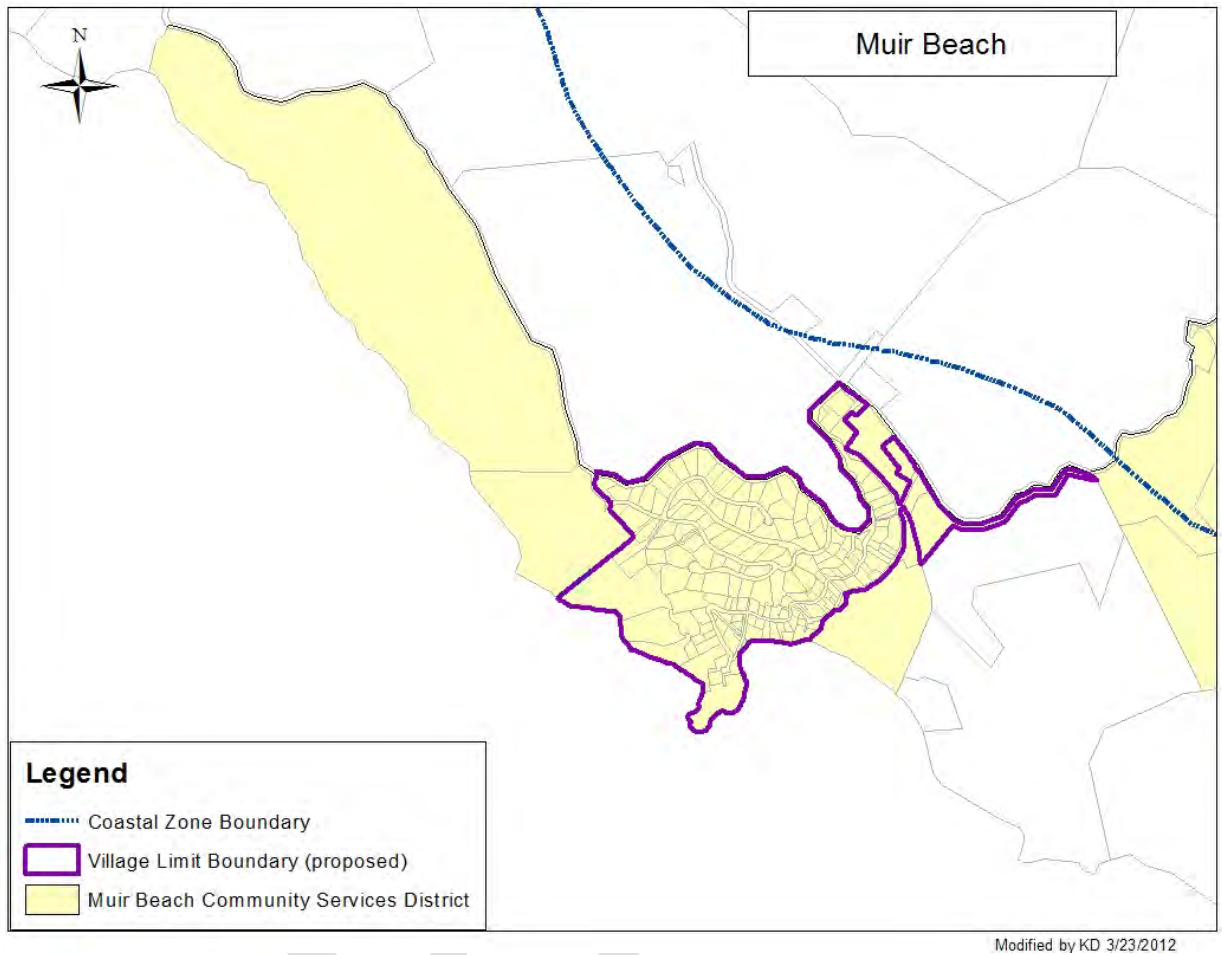 N
Muir Beach
Legend
Coastal Zone Boundary
Village Limit Boundary (proposed)
Muir Beach Community Services District
Modified by KD 3/23/2012